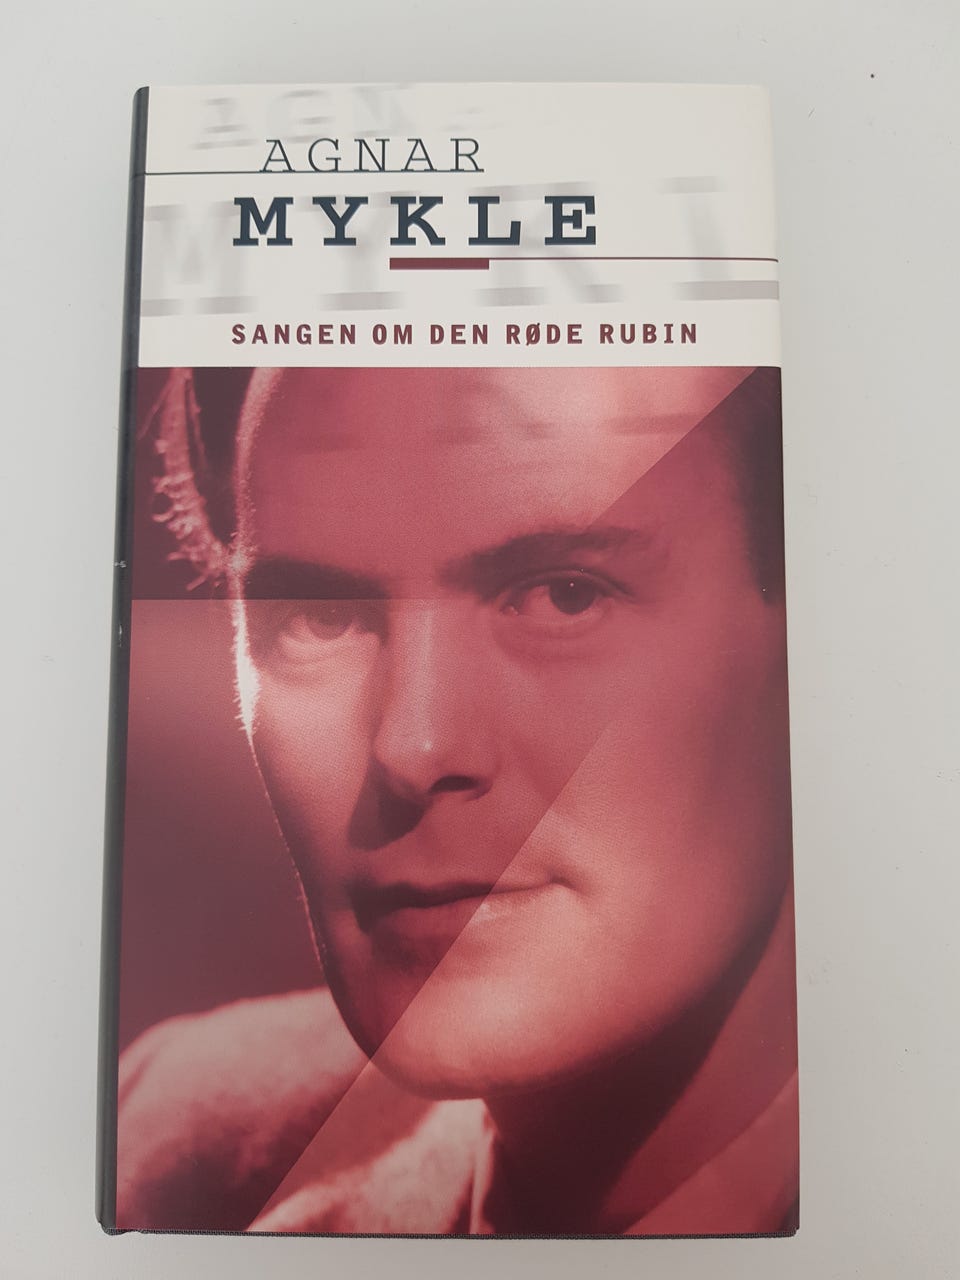 AGNAR
MYKLE
SANGEN OM DEN RØDE RUBIN